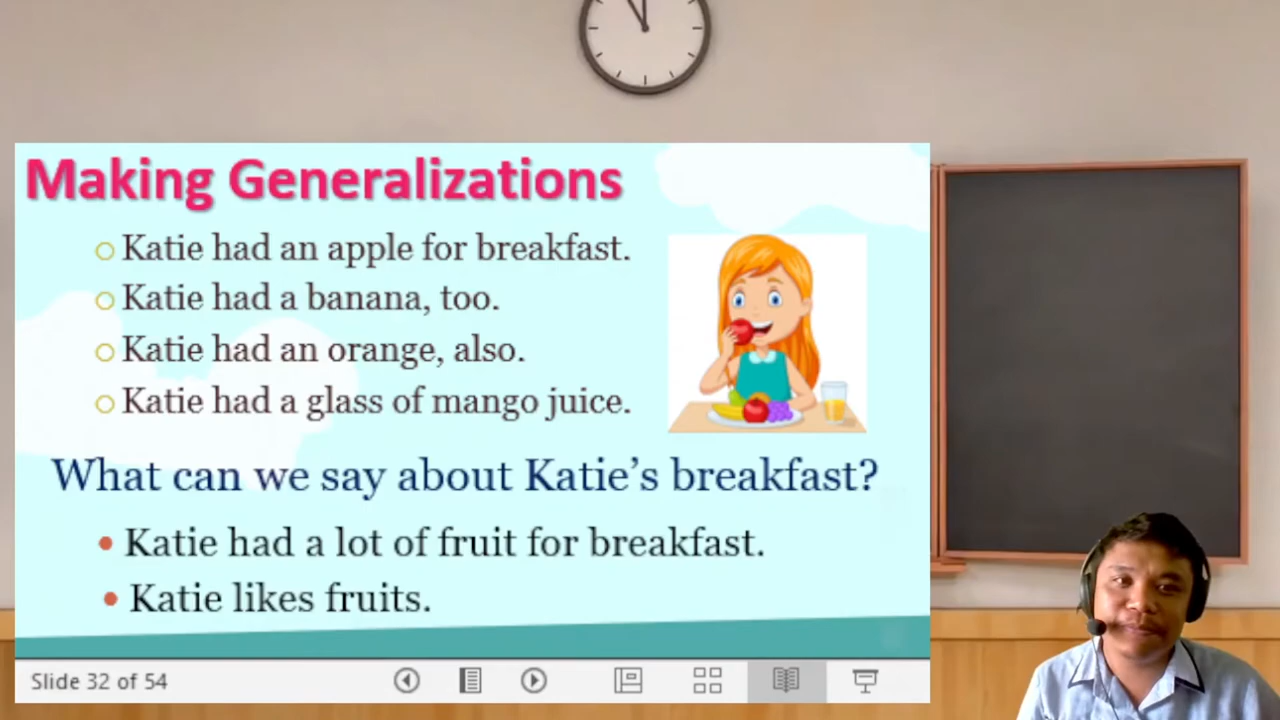 Making Generalizations
Katie had an apple for breakfast.
Katie had a banana, too.
Katie had an orange, also.
Katie had a glass of mango juice.
What can we say about Katie’s breakfast?
Katie had a lot of fruit for breakfast.
Katie likes fruits.
Slide 32 of 54